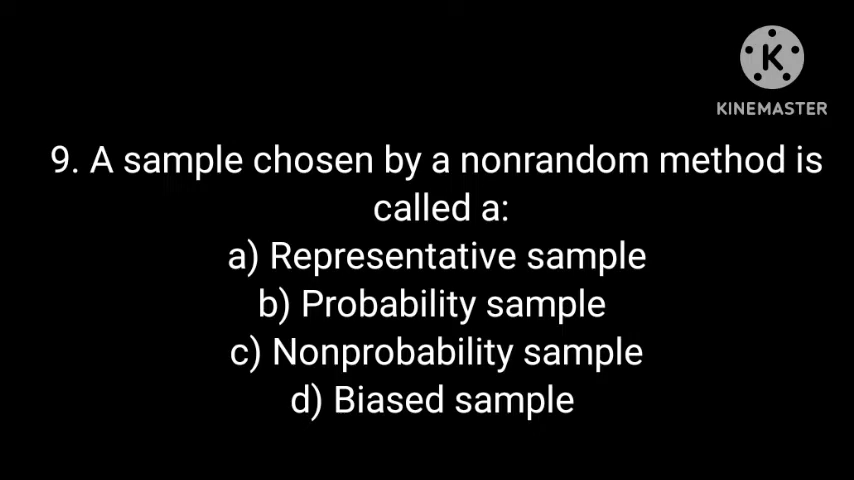 K
KINEMASTER
9. A sample chosen by a nonrandom method is
called a:
a) Representative sample
b) Probability sample
c) Nonprobability sample
d) Biased sample